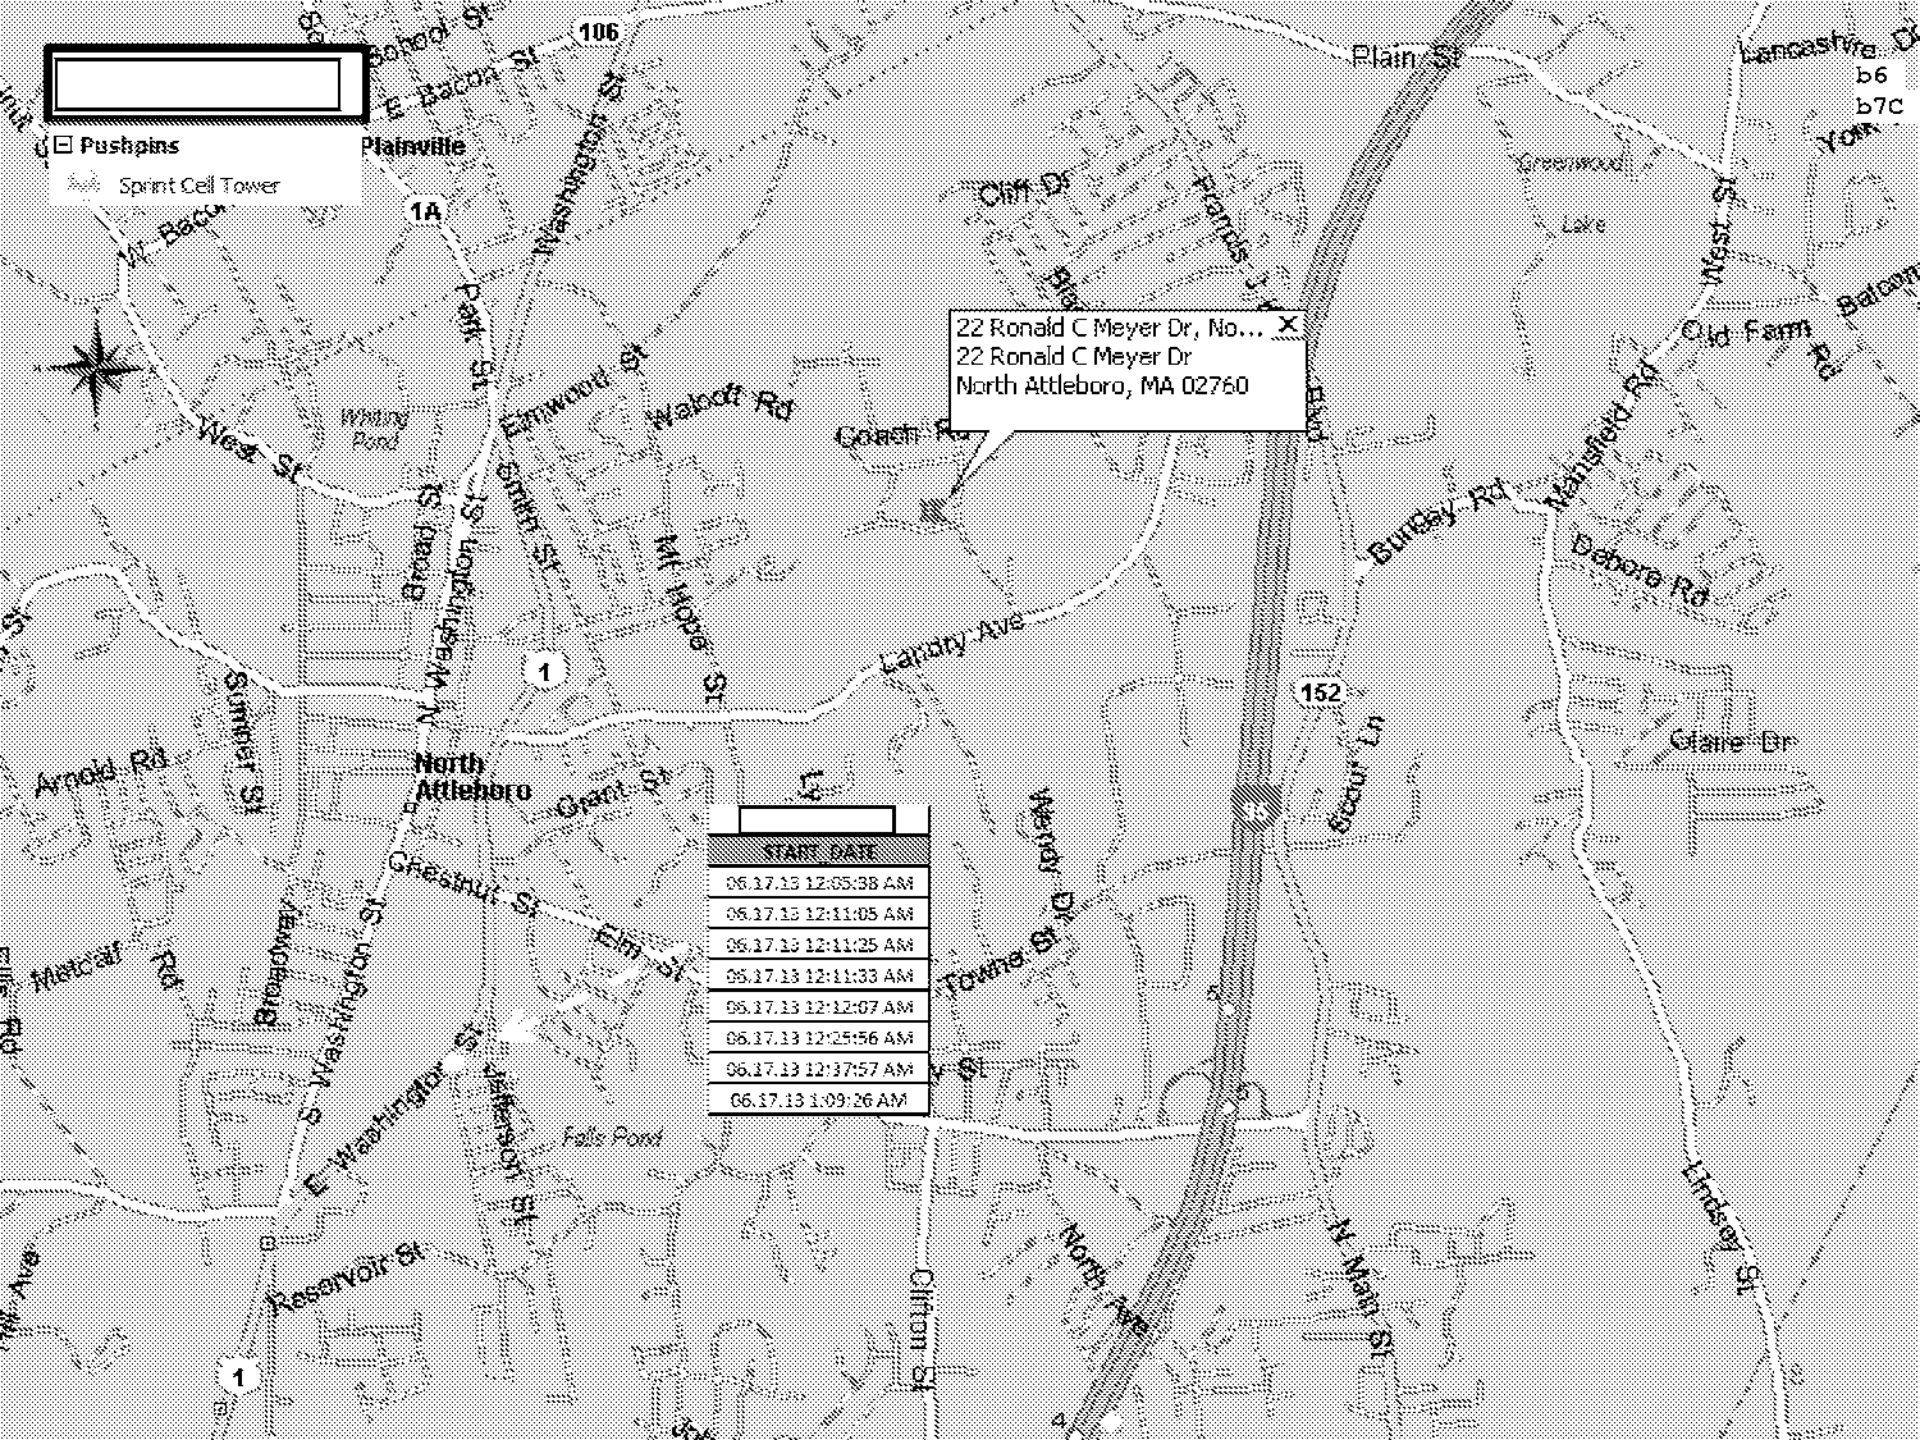 106
School St
E Bacon St
Plain St
Lancashire Dr
b6
b7C
Pushpins
Sprint Cell Tower
Plainville
1A
W Bacon
Washington St
Cliff Dr
Greenwood
Lake
West St
Park St
22 Ronald C Meyer Dr, No...
22 Ronald C Meyer Dr
North Attleboro, MA 02760
Old Farm Rd
Elmwood St
Walcott Rd
Coach Rd
Whiting
Pond
West St
Mansfield Rd
Smith St
Broad St
N Washington St
Mt Hope St
Bungay Rd
Debora Rd
Landry Ave
1
152
Sumner St
Arnold Rd
North
Attleboro
Grant St
Scout Ln
Claire Dr
Wendy Dr
START_DATE
06.17.13 12:05:38 AM
06.17.13 12:11:05 AM
06.17.13 12:11:25 AM
06.17.13 12:11:33 AM
06.17.13 12:12:07 AM
06.17.13 12:25:56 AM
06.17.13 12:37:57 AM
06.17.13 1:09:26 AM
Chestnut St
Elm St
Towne St
Broadway
Metcalf Rd
S Washington St
5
E Washington St
Jefferson St
Falls Pond
Reservoir St
Clifton St
North Ave
N Main St
Lindsey St
1
4